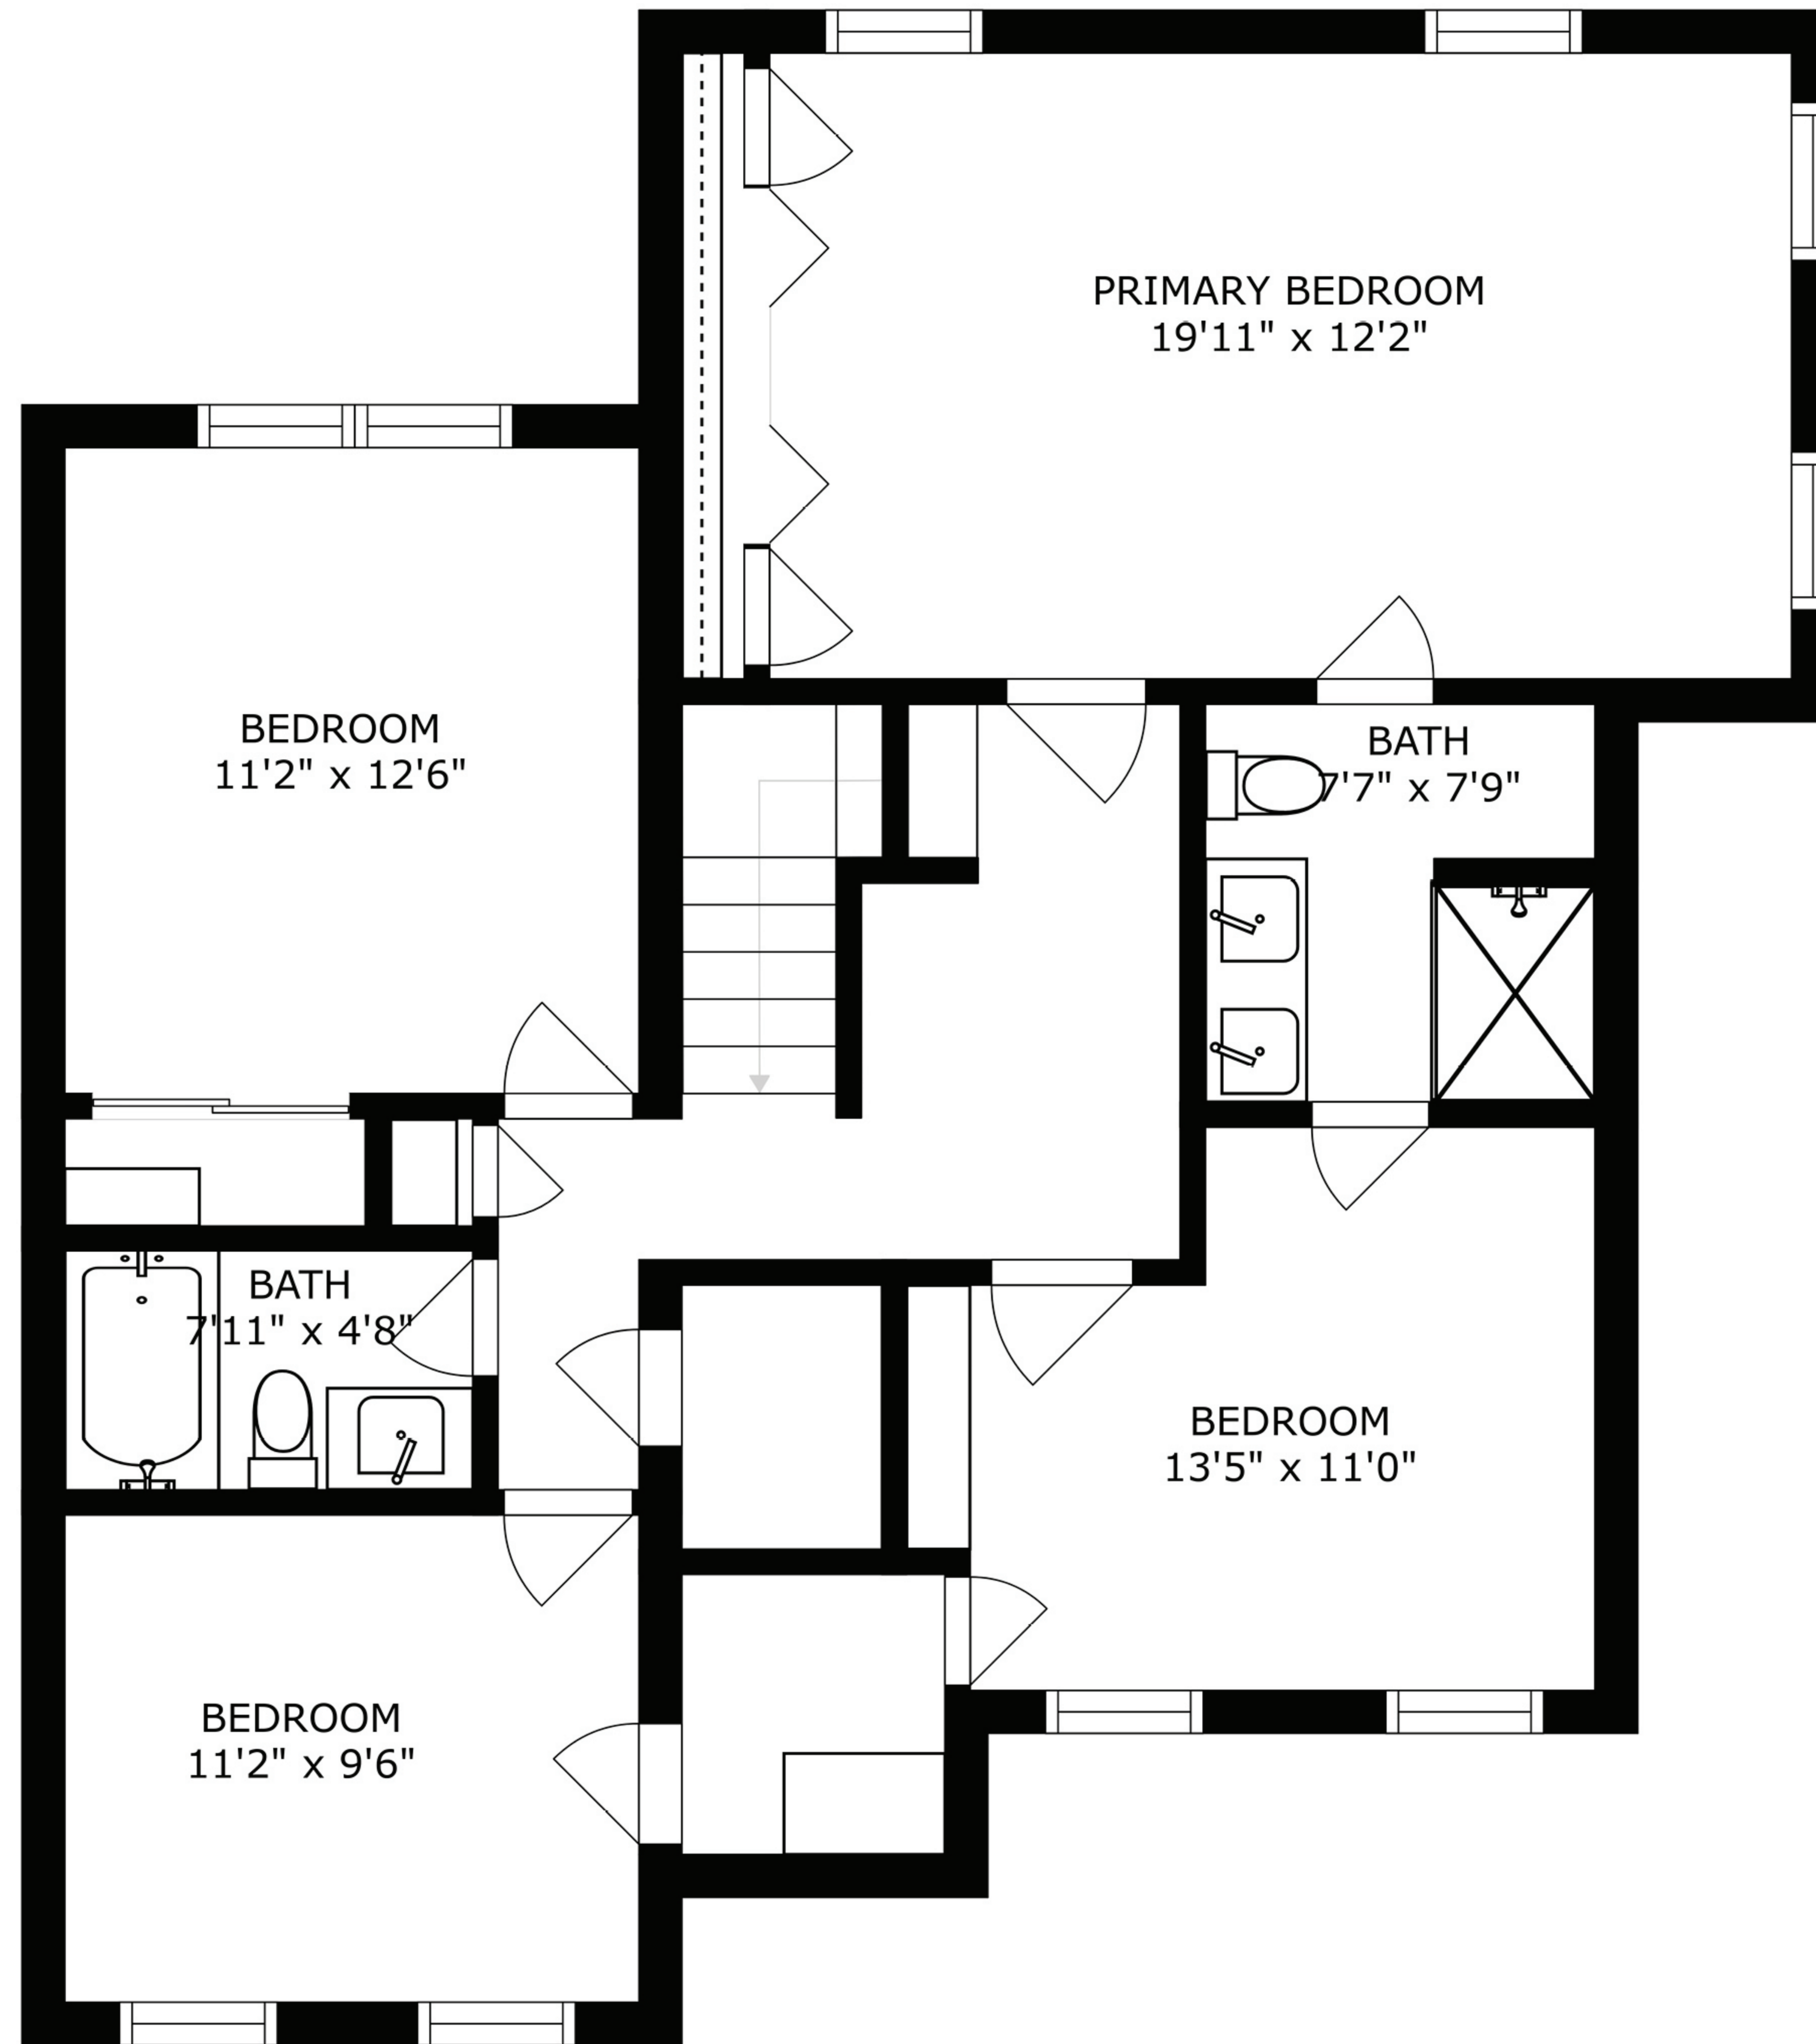 PRIMARY BEDROOM
19'11" x 12'2"
BEDROOM
11'2" x 12'6"
BATH
7'7" x 7'9"
BATH
7'11" x 4'8"
BEDROOM
13'5" x 11'0"
BEDROOM
11'2" x 9'6"